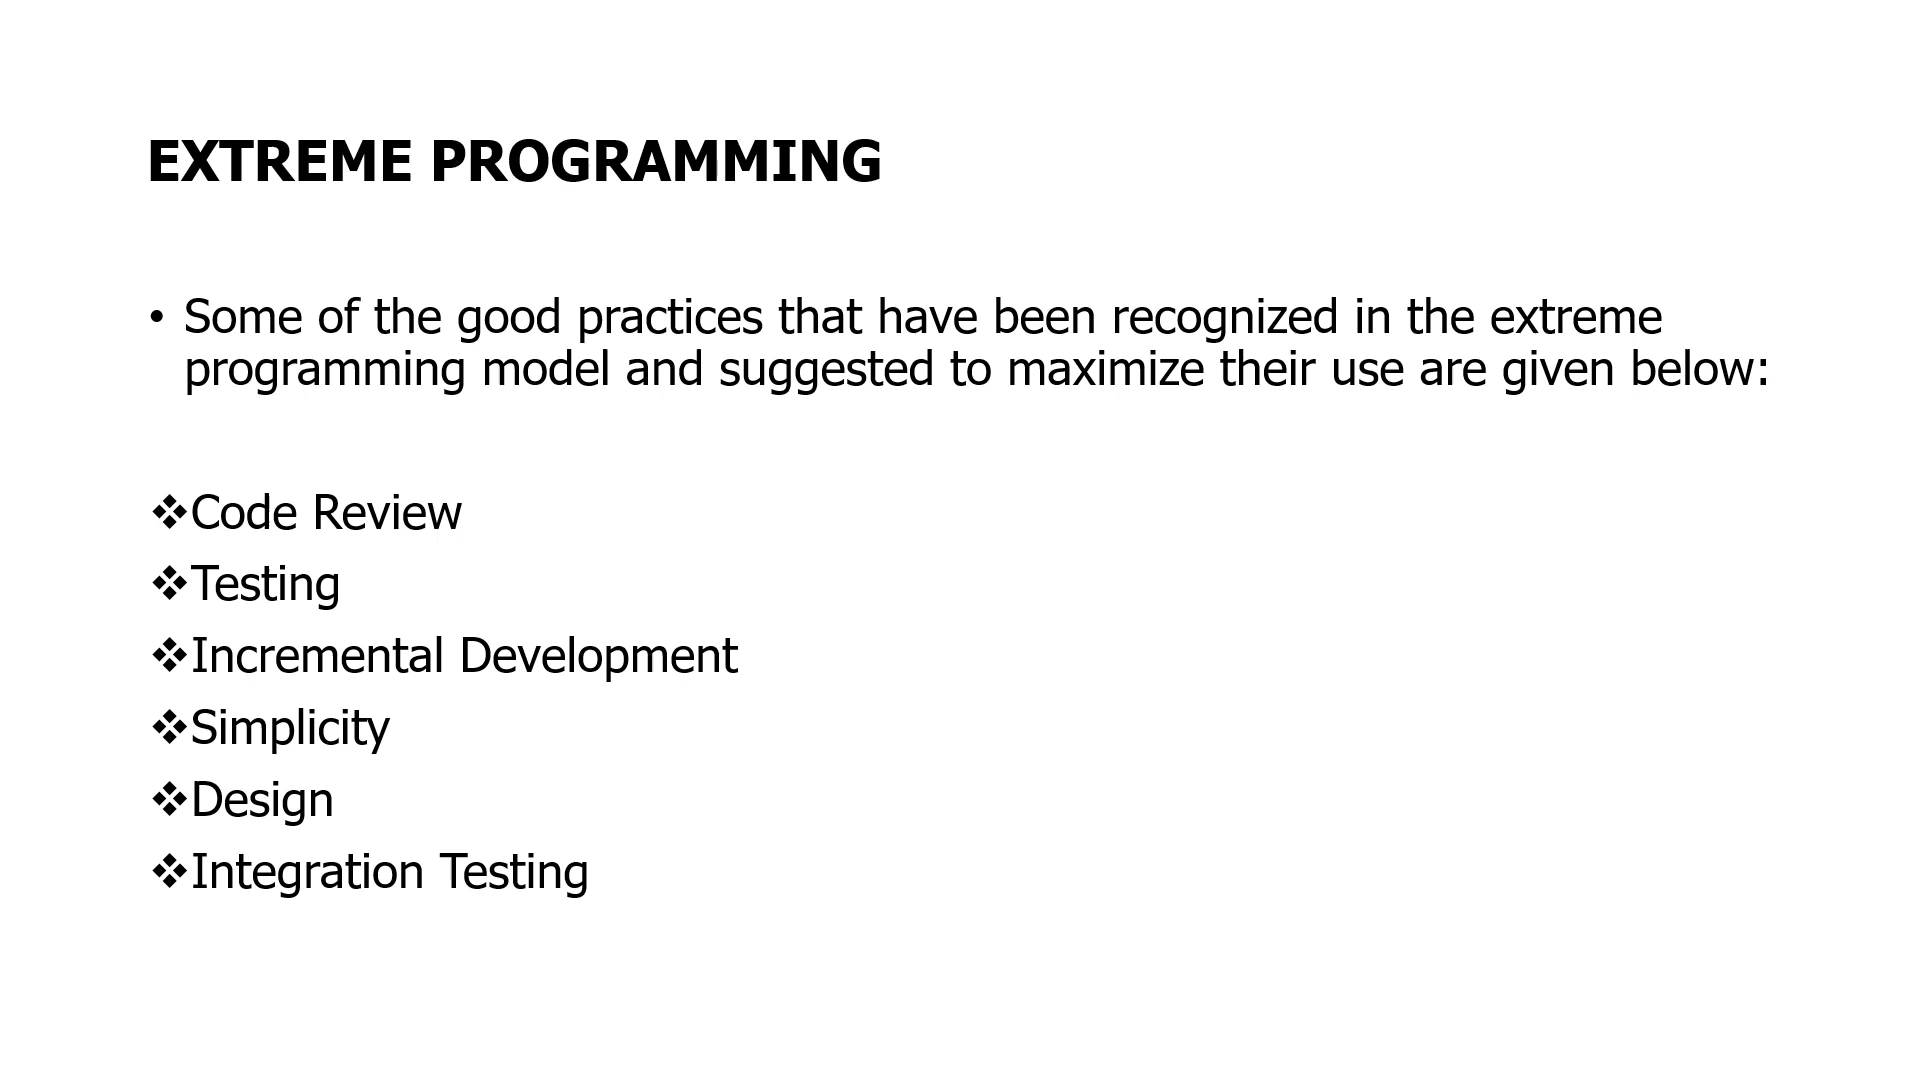 EXTREME PROGRAMMING
• Some of the good practices that have been recognized in the extreme
programming model and suggested to maximize their use are given below:
❖Code Review
❖Testing
❖Incremental Development
❖Simplicity
❖Design
❖Integration Testing